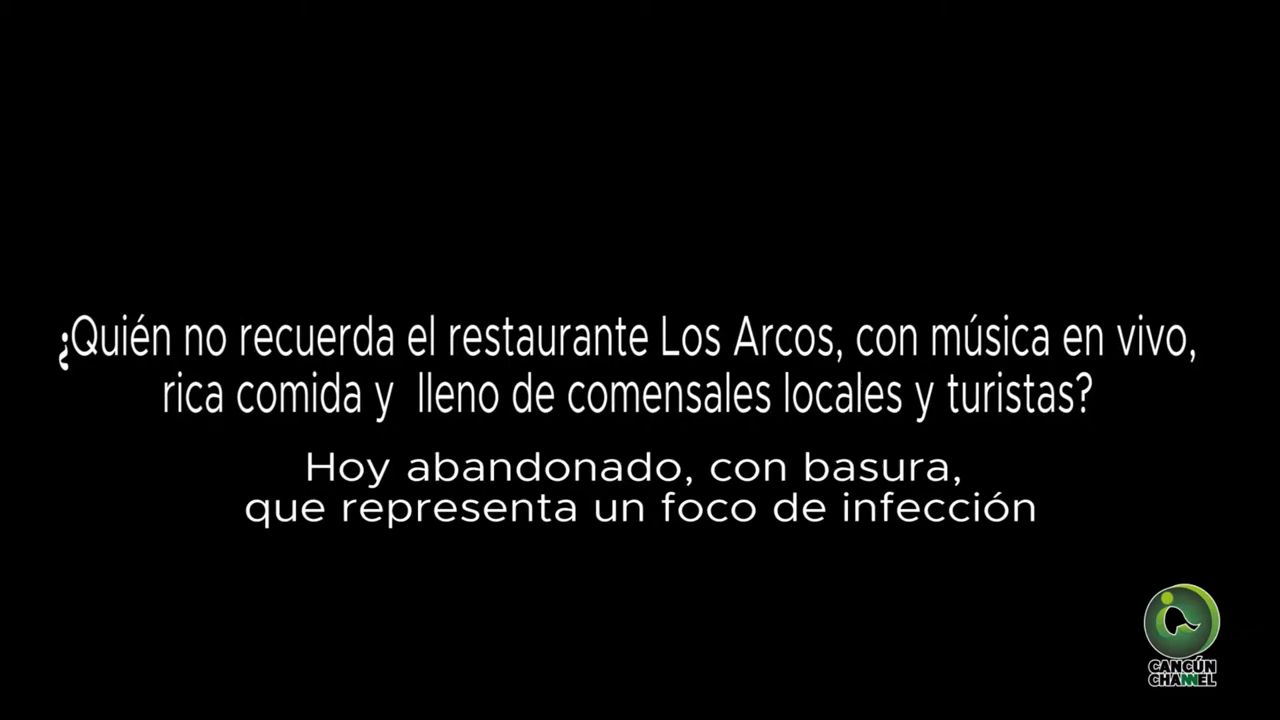 ¿Quién no recuerda el restaurante Los Arcos, con música en vivo,
rica comida y lleno de comensales locales y turistas?
Hoy abandonado, con basura,
que representa un foco de infección
CANCÚN
CHANNEL